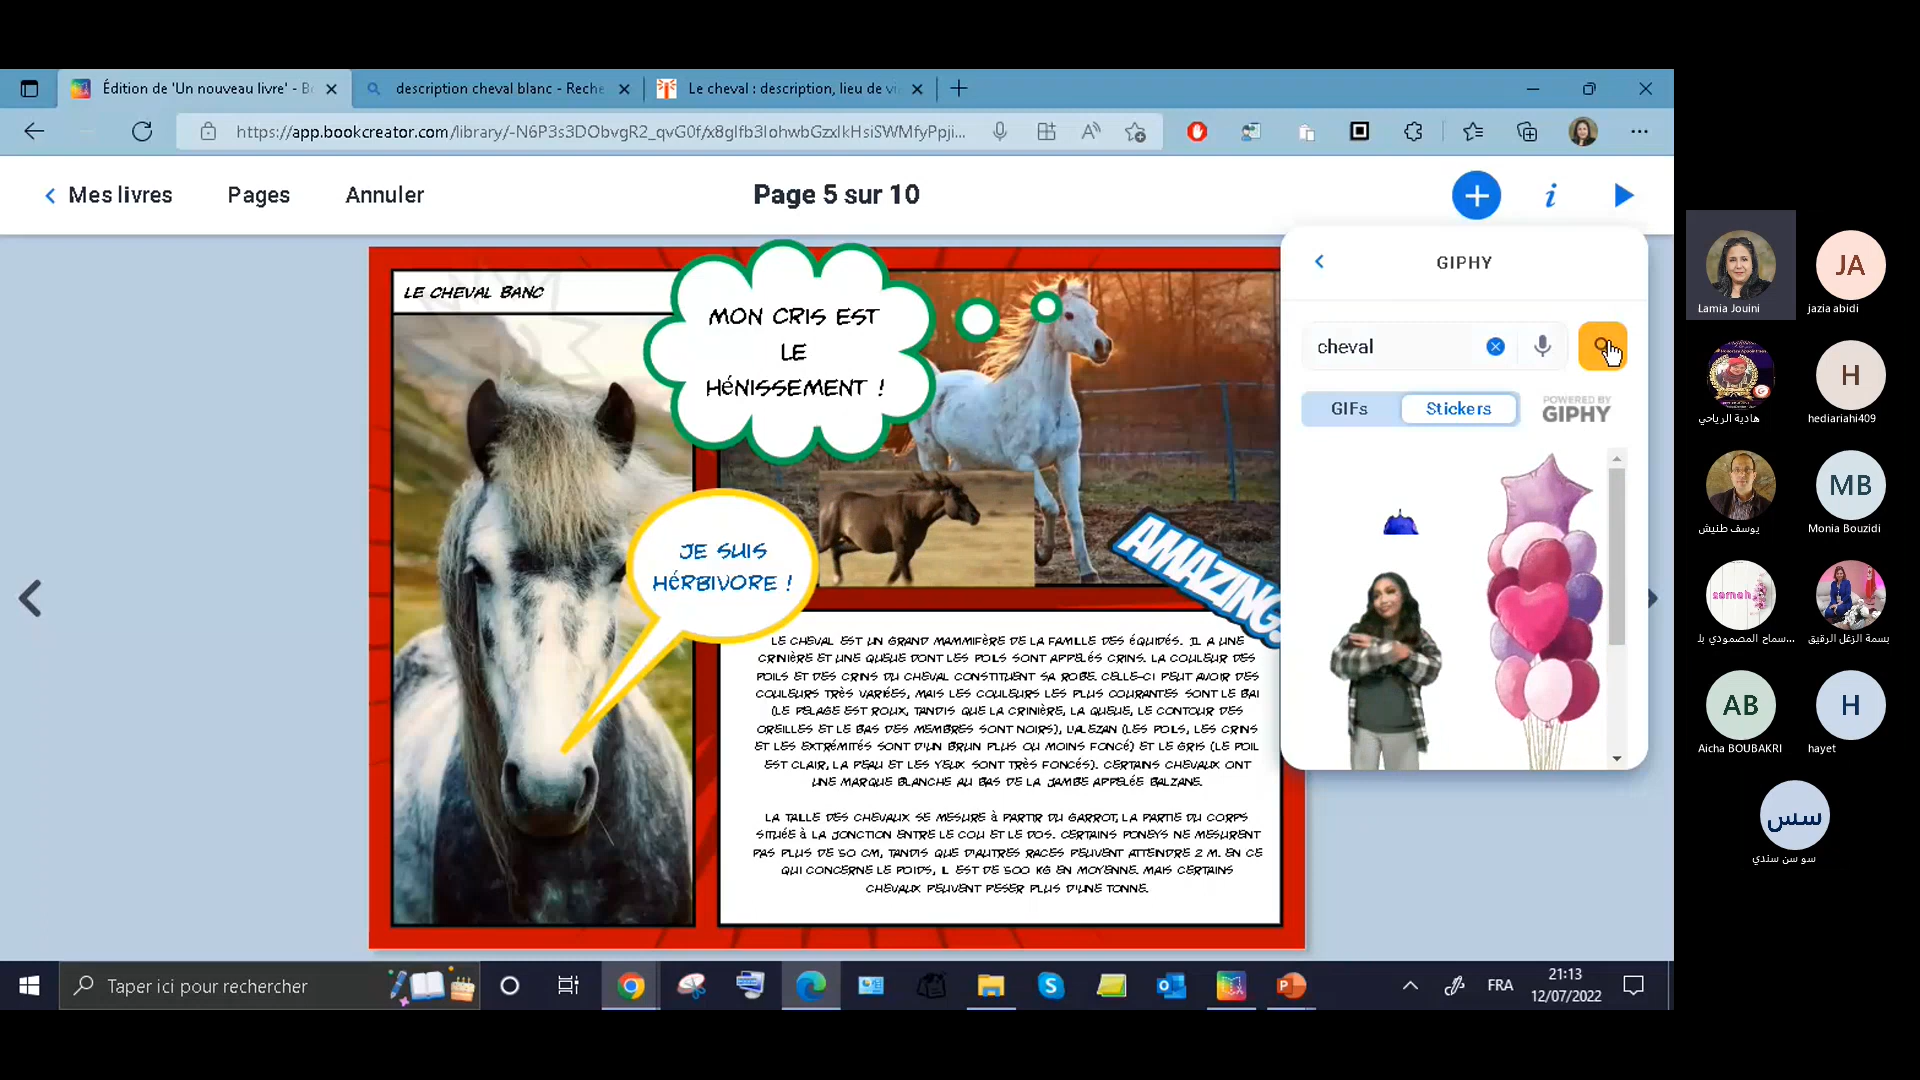 Édition de 'Un nouveau livre' - B
description cheval blanc - Reche
Le cheval : description, lieu de vi
https://app.bookcreator.com/library/-N6P3s3DObvgR2_qvG0f/x8glfb3IohwbGzxlkHsiSWMfyPpji...
Mes livres
Pages
Annuler
Page 5 sur 10
GIPHY
cheval
GIFs
Stickers
POWERED BY
GIPHY
LE CHEVAL BANC
MON CRIS EST
LE
HÉNISSEMENT !
JE SUIS
HÉRBIVORE !
AMAZING!
LE CHEVAL EST UN GRAND MAMMIFÈRE DE LA FAMILLE DES ÉQUIDÉS. IL A UNE
CRINIÈRE ET UNE QUEUE DONT LES POILS SONT APPELÉS CRINS. LA COULEUR DES
POILS ET DES CRINS DU CHEVAL CONSTITUENT SA ROBE. CELLE-CI PEUT AVOIR DES
COULEURS TRÈS VARIÉES, MAIS LES COULEURS LES PLUS COURANTES SONT LE BAI
(LE PELAGE EST ROUX, TANDIS QUE LA CRINIÈRE, LA QUEUE, LE CONTOUR DES
OREILLES ET LE BAS DES MEMBRES SONT NOIRS), L'ALEZAN (LES POILS, LES CRINS
ET LES EXTRÉMITÉS SONT D'UN BRUN PLUS OU MOINS FONCÉ) ET LE GRIS (LE POIL
EST CLAIR, LA PEAU ET LES YEUX SONT TRÈS FONCÉS). CERTAINS CHEVAUX ONT
UNE MARQUE BLANCHE AU BAS DE LA JAMBE APPELÉE BALZANE.
LA TAILLE DES CHEVAUX SE MESURE À PARTIR DU GARROT, LA PARTIE DU CORPS
SITUÉE À LA JONCTION ENTRE LE COU ET LE DOS. CERTAINS PONEYS NE MESURENT
PAS PLUS DE 50 CM, TANDIS QUE D'AUTRES RACES PEUVENT ATTEINDRE 2 M. EN CE
QUI CONCERNE LE POIDS, IL EST DE 500 KG EN MOYENNE. MAIS CERTAINS
CHEVAUX PEUVENT PESER PLUS D'UNE TONNE.
Taper ici pour rechercher
FRA
21:13
12/07/2022
Lamia Jouini
JA
jazia abidi
هادية الرياحي
H
hediariahi409
يوسف طنيش
MB
Monia Bouzidi
samah
سماح المصمودي بل...
بسمة الزغل الرقيق
AB
Aicha BOUBAKRI
H
hayet
سس
سو سن سندي